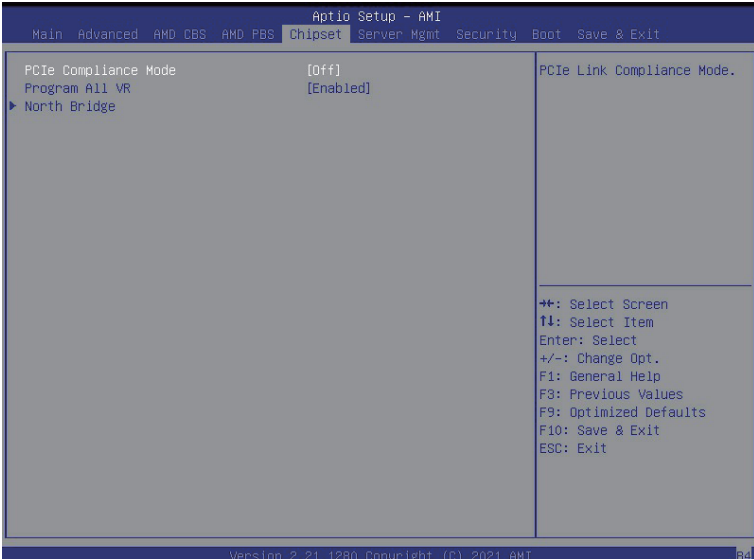 Aptio Setup - AMI
Main Advanced AMD CBS AMD PBS Chipset Server Mgmt Security Boot Save & Exit
PCIe Compliance Mode [Off] PCIe Link Compliance Mode.
Program All VR [Enabled]
North Bridge
→←: Select Screen
↑↓: Select Item
Enter: Select
+/-: Change Opt.
F1: General Help
F3: Previous Values
F9: Optimized Defaults
F10: Save & Exit
ESC: Exit
Version 2.21.1280 Copyright (C) 2021 AMI
B4